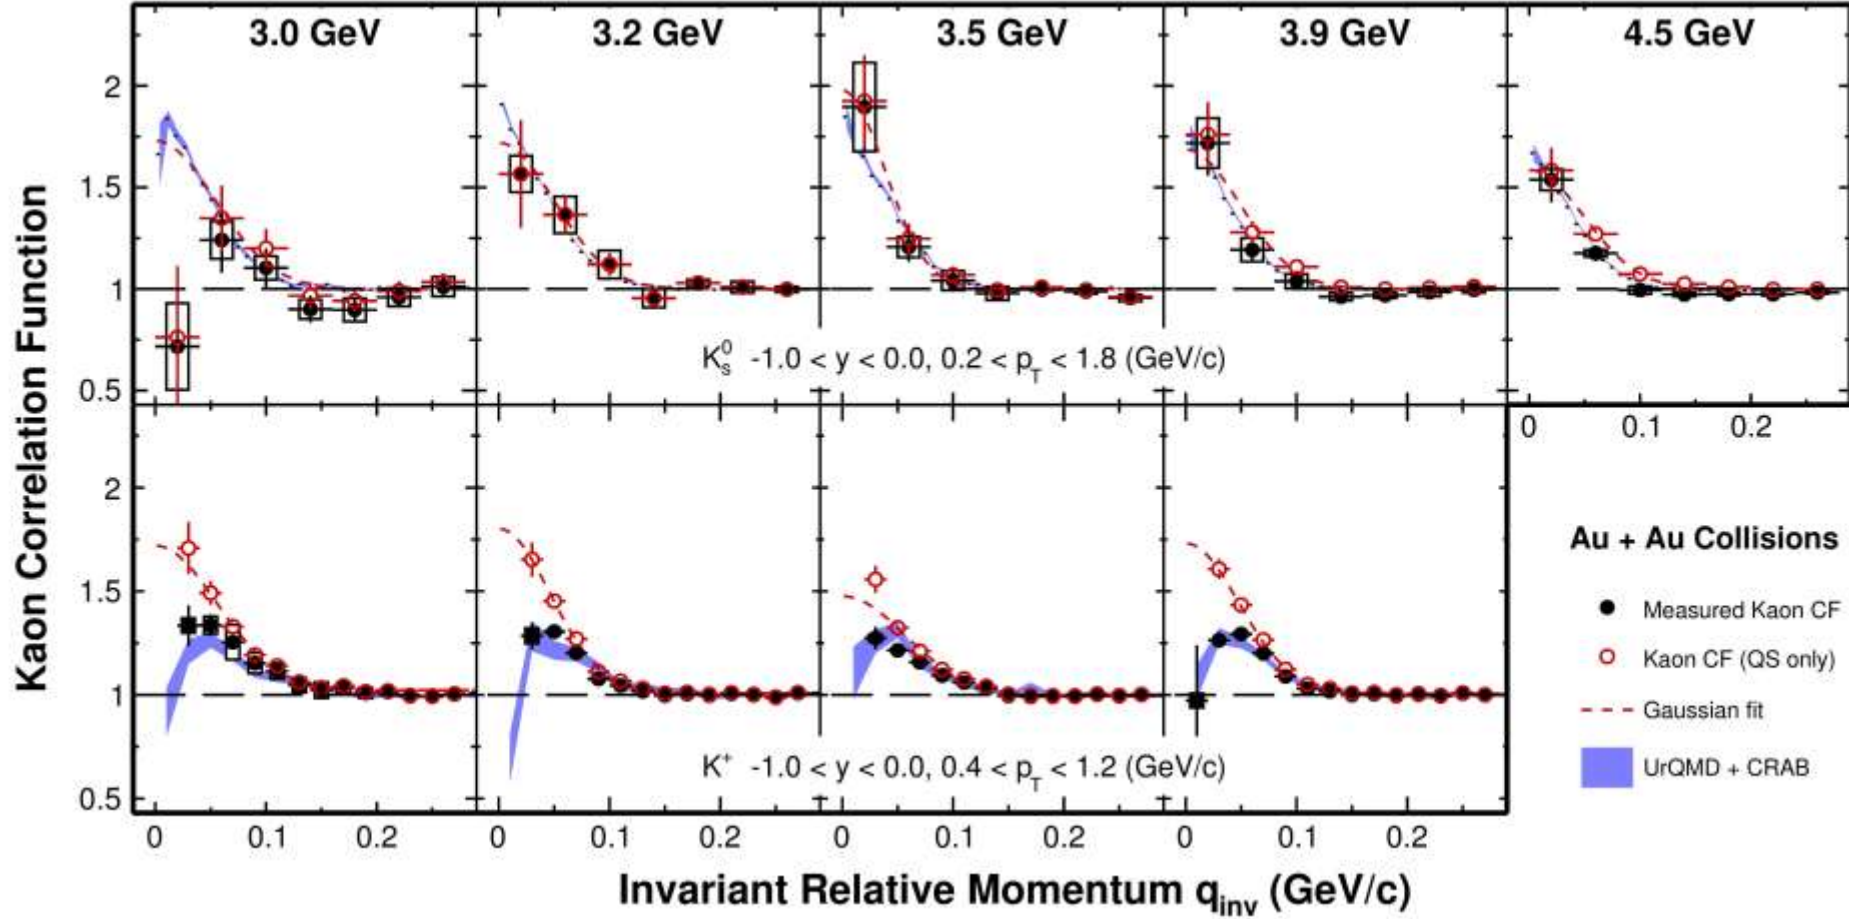 3.0 GeV
3.2 GeV
3.5 GeV
3.9 GeV
4.5 GeV
Kaon Correlation Function
2
1.5
1
0.5
K⁰ₛ -1.0 < y < 0.0, 0.2 < p_T < 1.8 (GeV/c)
0 0.1 0.2
2
1.5
1
0.5
K⁺ -1.0 < y < 0.0, 0.4 < p_T < 1.2 (GeV/c)
Au + Au Collisions
Measured Kaon CF
Kaon CF (QS only)
Gaussian fit
UrQMD + CRAB
0 0.1 0.2
0 0.1 0.2
0 0.1 0.2
0 0.1 0.2
Invariant Relative Momentum q_inv (GeV/c)